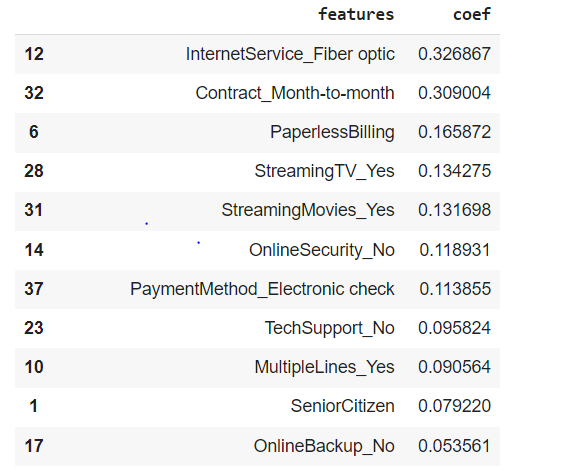 features coef
12 InternetService_Fiber optic 0.326867
32 Contract_Month-to-month 0.309004
6 PaperlessBilling 0.165872
28 StreamingTV_Yes 0.134275
31 StreamingMovies_Yes 0.131698
14 OnlineSecurity_No 0.118931
37 PaymentMethod_Electronic check 0.113855
23 TechSupport_No 0.095824
10 MultipleLines_Yes 0.090564
1 SeniorCitizen 0.079220
17 OnlineBackup_No 0.053561